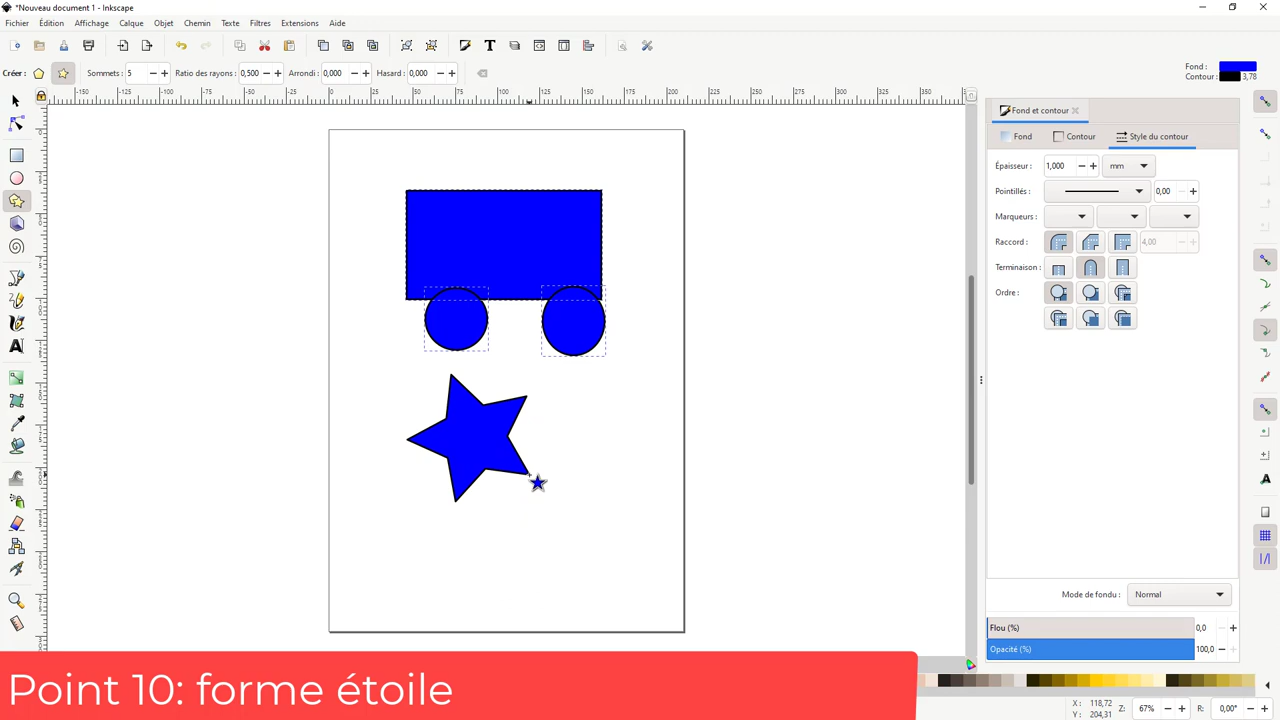 *Nouveau document 1 - Inkscape
Fichier Édition Affichage Calque Objet Chemin Texte Filtres Extensions Aide
Créer : Sommets : 5 Ratio des rayons : 0,500 Arrondi : 0,000 Hasard : 0,000
Fond :
Contour : 3,78
Fond et contour
Fond Contour Style du contour
Épaisseur : 1,000 mm
Pointillés : 0,00
Marqueurs :
Raccord : 4,00
Terminaison :
Ordre :
Mode de fondu : Normal
Flou (%) 0,0
Opacité (%) 100,0
Point 10: forme étoile
X : 118,72
Y : 204,31
Z : 67% R : 0,00°